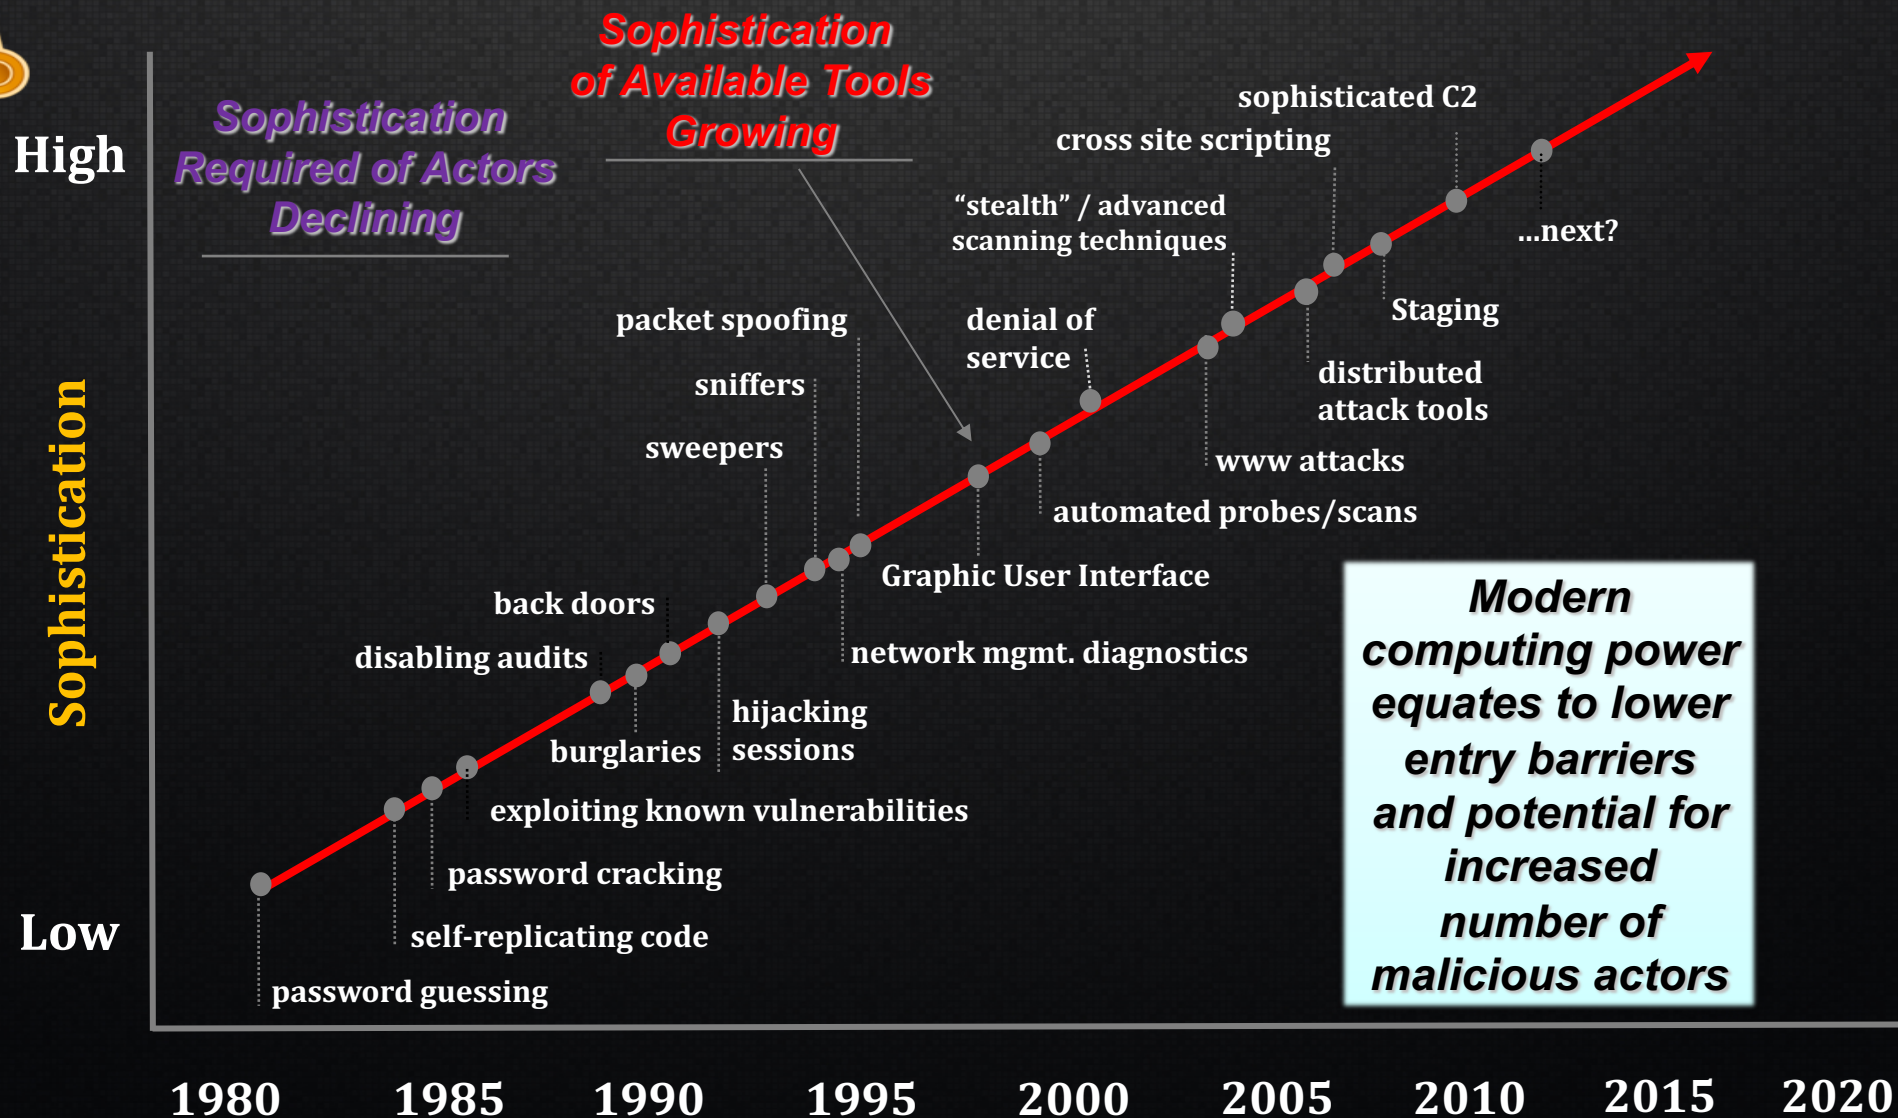 Sophistication
of Available Tools
Growing
Sophistication
Required of Actors
Declining
High
Sophistication
Low
sophisticated C2
cross site scripting
“stealth” / advanced
scanning techniques
...next?
packet spoofing
denial of
service
Staging
sniffers
distributed
attack tools
sweepers
www attacks
automated probes/scans
Graphic User Interface
back doors
network mgmt. diagnostics
disabling audits
hijacking
sessions
burglaries
exploiting known vulnerabilities
password cracking
self-replicating code
password guessing
Modern
computing power
equates to lower
entry barriers
and potential for
increased
number of
malicious actors
1980 1985 1990 1995 2000 2005 2010 2015 2020